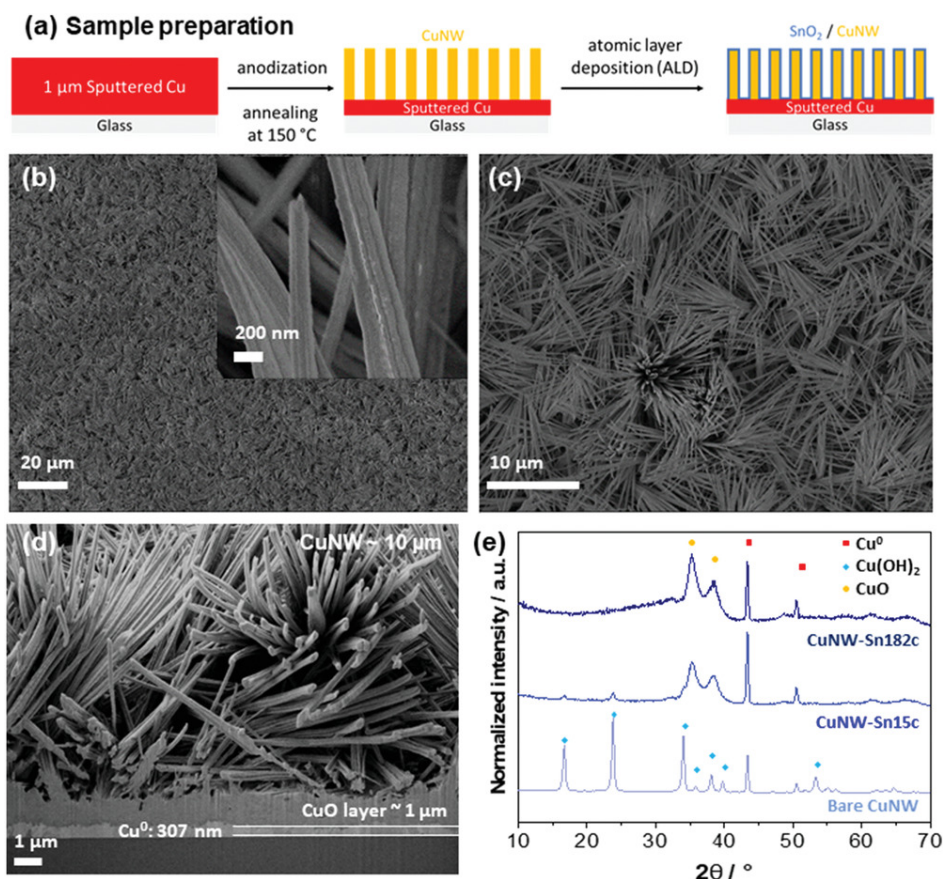 (a) Sample preparation
1 µm Sputtered Cu
Glass
anodization
annealing
at 150 °C
CuNW
Sputtered Cu
Glass
atomic layer
deposition (ALD)
SnO₂ / CuNW
Sputtered Cu
Glass
(b)
200 nm
20 µm
(c)
10 µm
(d)
CuNW ~ 10 µm
CuO layer ~ 1 µm
Cu⁰: 307 nm
1 µm
(e)
Cu⁰
Cu(OH)₂
CuO
Normalized intensity / a.u.
CuNW-Sn182c
CuNW-Sn15c
Bare CuNW
10 20 30 40 50 60 70
2θ / °